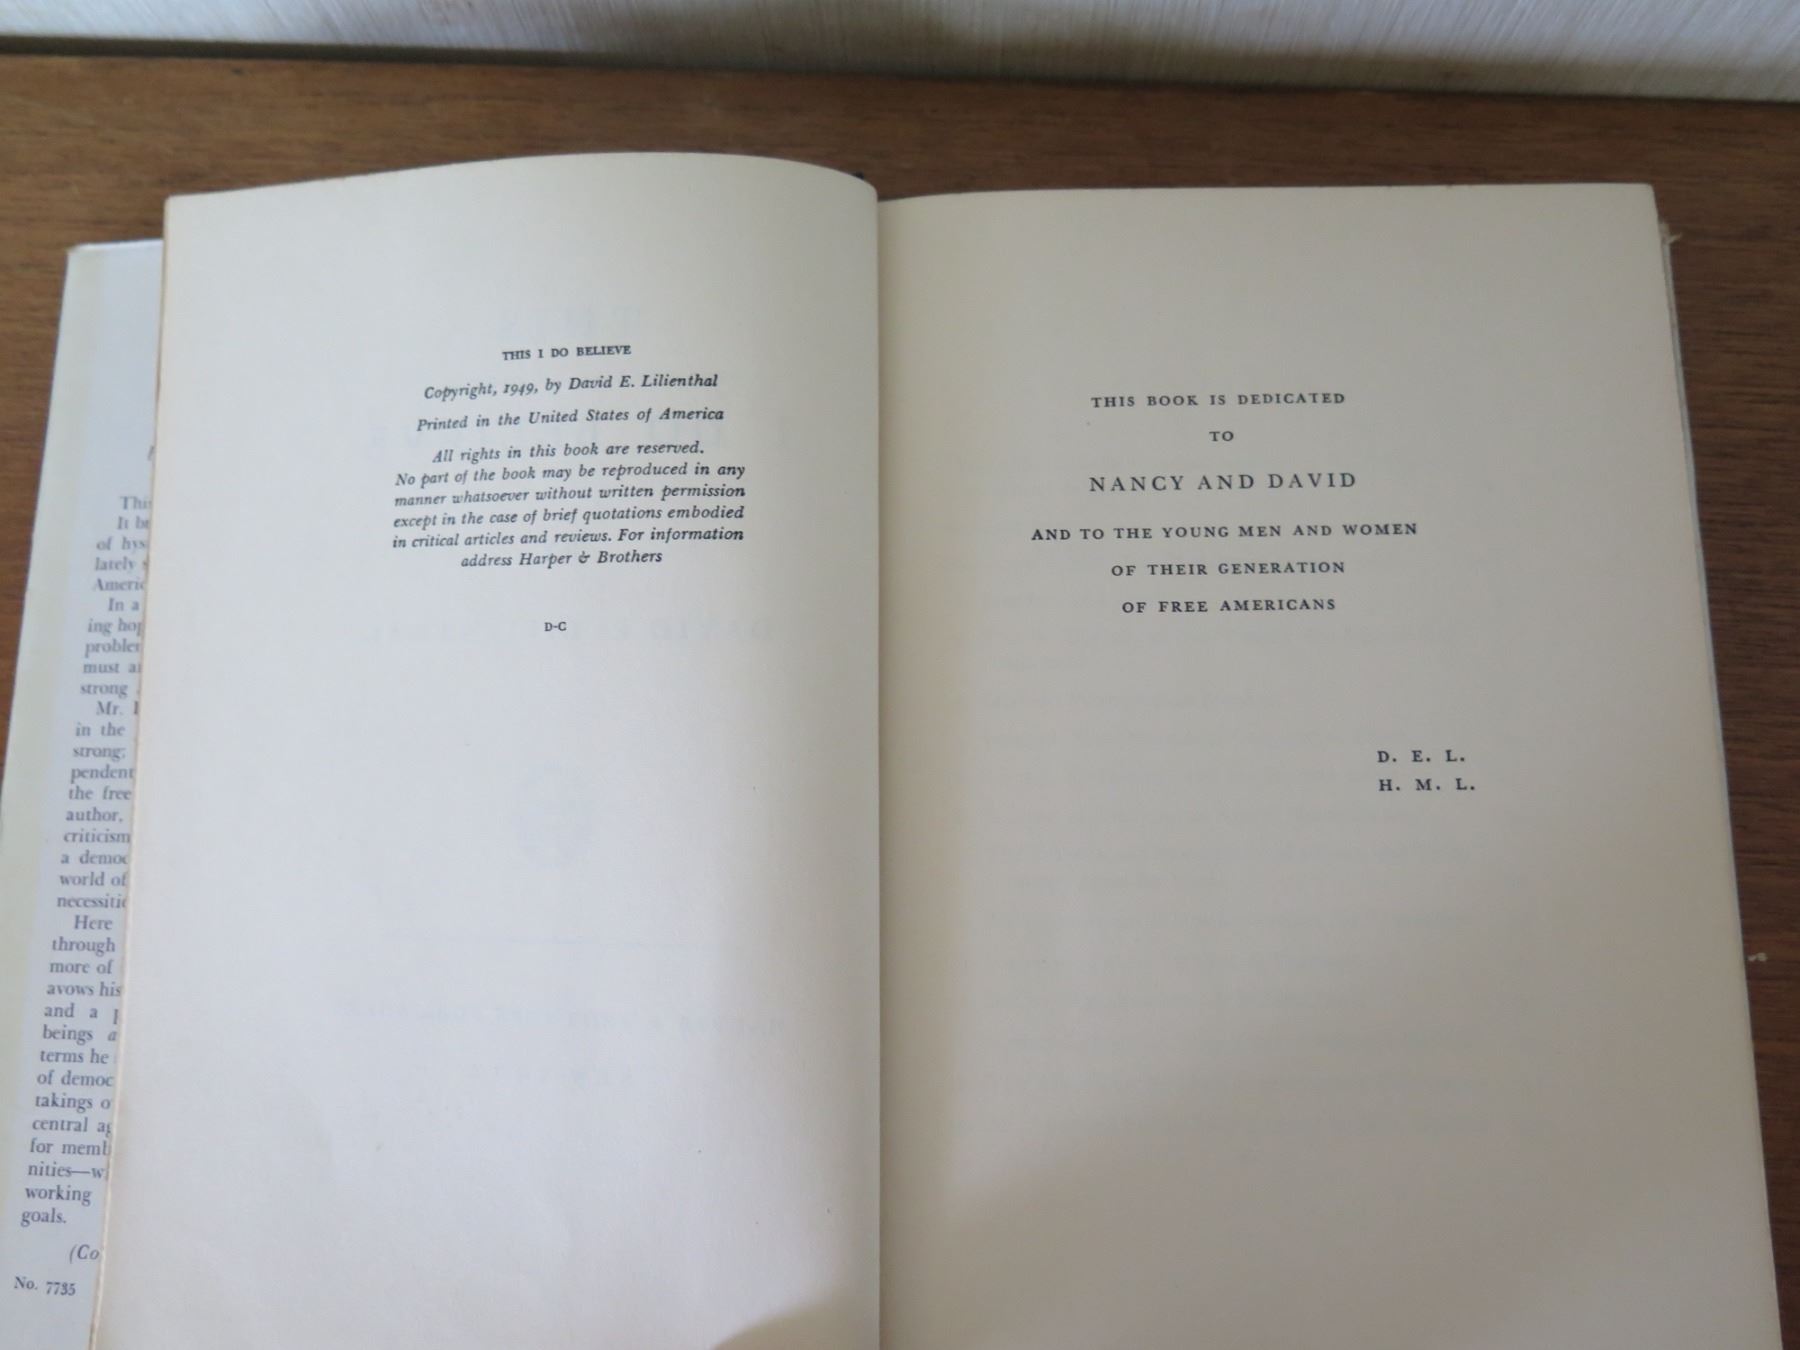 This
of hys
lately
In a
problem
must
strong
Mr.
in the
strong;
pendent
the free
author.
criticism
a democ
world of
Here
through
more of
avows his
and a
beings
terms he
of democ
takings
central ag
for memb
nities—w
working
goals.
(Co
No. 7735
THIS I DO BELIEVE
Copyright, 1949, by David E. Lilienthal
Printed in the United States of America
All rights in this book are reserved.
No part of the book may be reproduced in any
manner whatsoever without written permission
except in the case of brief quotations embodied
in critical articles and reviews. For information
address Harper & Brothers
D-C
THIS BOOK IS DEDICATED
TO
NANCY AND DAVID
AND TO THE YOUNG MEN AND WOMEN
OF THEIR GENERATION
OF FREE AMERICANS
D. E. L.
H. M. L.